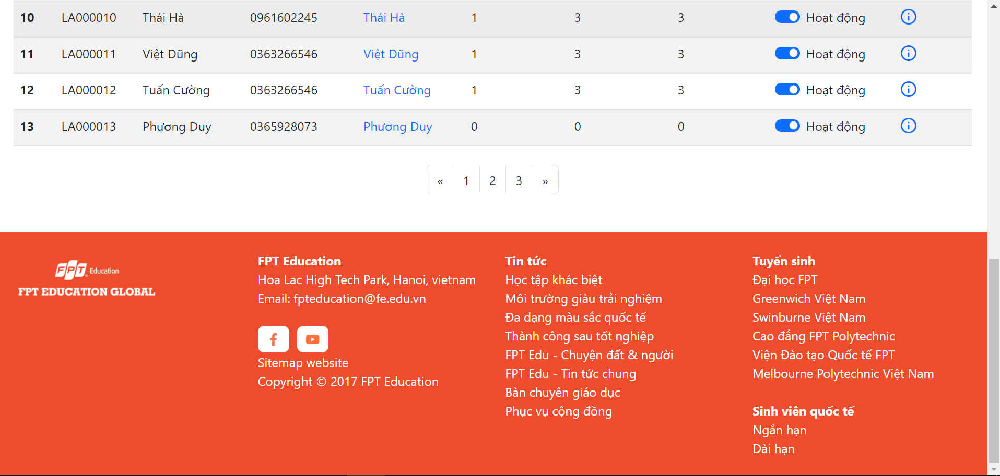 10 LA000010 Thái Hà 0961602245 Thái Hà 1 3 3 Hoạt động
11 LA000011 Việt Dũng 0363266546 Việt Dũng 1 3 3 Hoạt động
12 LA000012 Tuấn Cường 0363266546 Tuấn Cường 1 3 3 Hoạt động
13 LA000013 Phương Duy 0365928073 Phương Duy 0 0 0 Hoạt động
« 1 2 3 »
FPT Education
FPT EDUCATION GLOBAL
FPT Education
Hoa Lac High Tech Park, Hanoi, vietnam
Email: fpteducation@fe.edu.vn
Sitemap website
Copyright © 2017 FPT Education
Tin tức
Học tập khác biệt
Môi trường giàu trải nghiệm
Đa dạng màu sắc quốc tế
Thành công sau tốt nghiệp
FPT Edu - Chuyện đất & người
FPT Edu - Tin tức chung
Bàn chuyên giáo dục
Phục vụ cộng đồng
Tuyển sinh
Đại học FPT
Greenwich Việt Nam
Swinburne Việt Nam
Cao đẳng FPT Polytechnic
Viện Đào tạo Quốc tế FPT
Melbourne Polytechnic Việt Nam
Sinh viên quốc tế
Ngắn hạn
Dài hạn